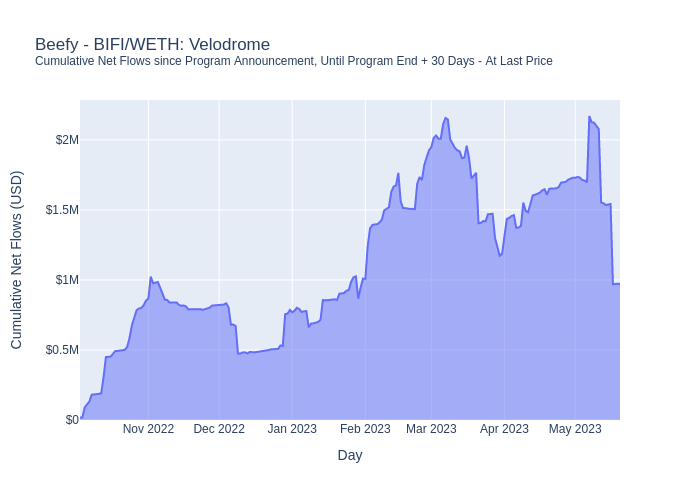 Beefy - BIFI/WETH: Velodrome
Cumulative Net Flows since Program Announcement, Until Program End + 30 Days - At Last Price
Cumulative Net Flows (USD)
$2M
$1.5M
$1M
$0.5M
$0
Nov 2022 Dec 2022 Jan 2023 Feb 2023 Mar 2023 Apr 2023 May 2023
Day